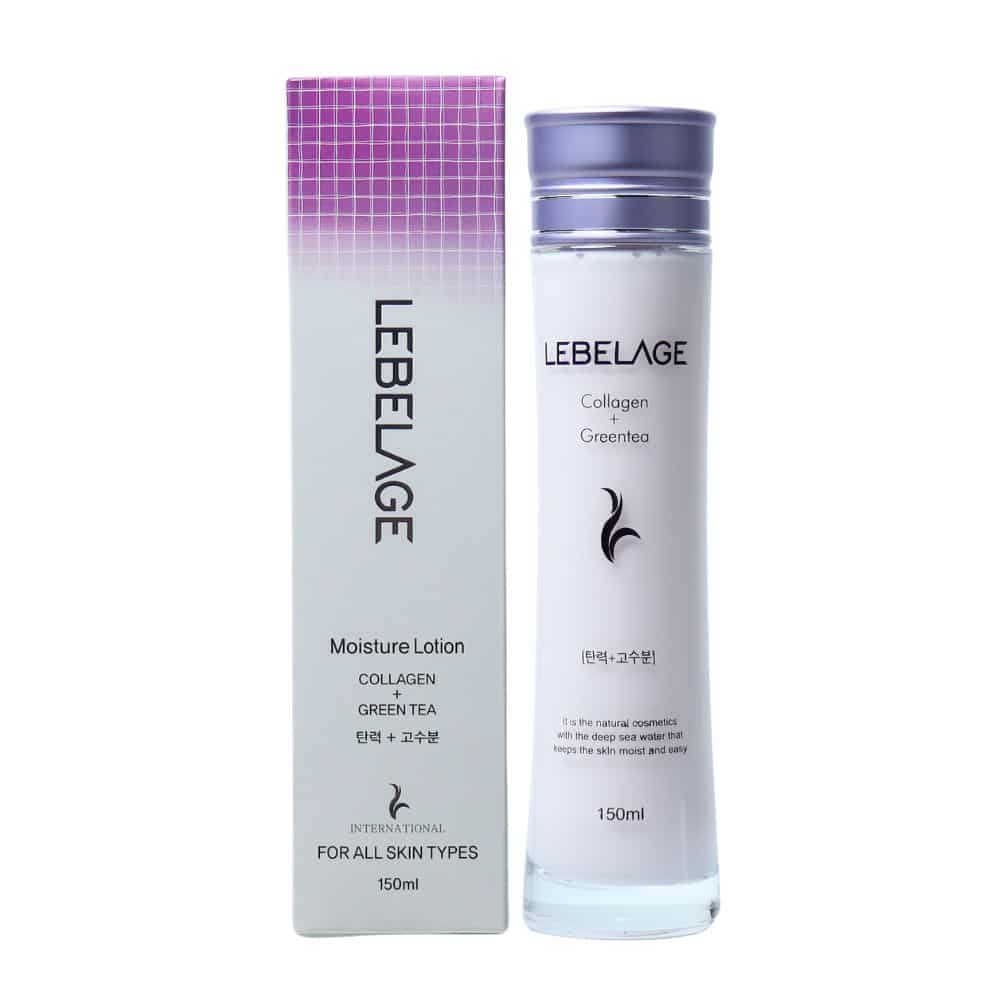 LEBELAGE
Moisture Lotion
COLLAGEN
+
GREEN TEA
탄력 + 고수분
INTERNATIONAL
FOR ALL SKIN TYPES
150ml
LEBELAGE
Collagen
+
Greentea
[탄력+고수분]
It is the natural cosmetics
with the deep sea water that
keeps the skIn moist and easy
150ml